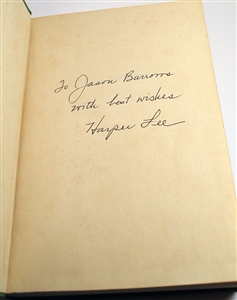 To Jason Burrows
with best wishes
Harper Lee